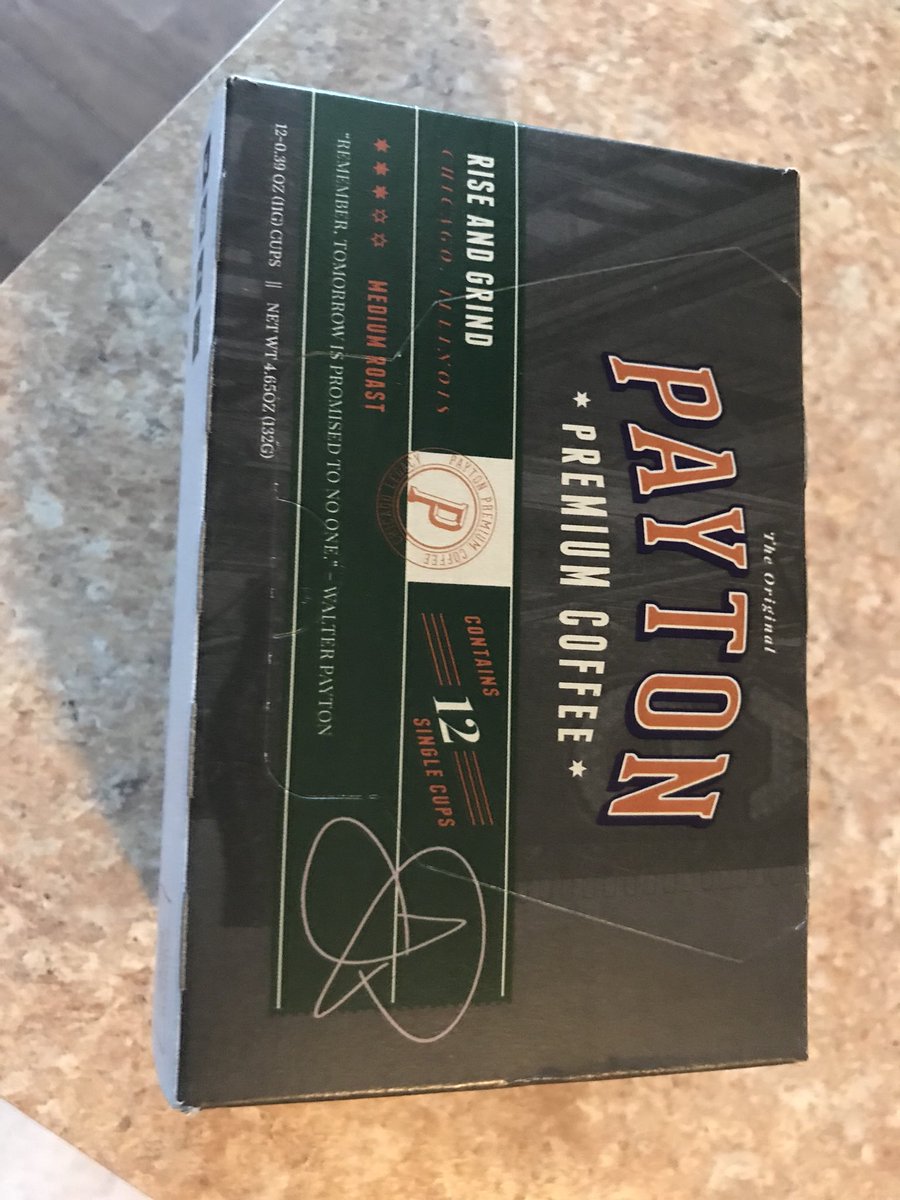 The Original
PAYTON
★ PREMIUM COFFEE ★
RISE AND GRIND
CHICAGO, ILLINOIS
PAYTON PREMIUM COFFEE
CHICAGO LEGACY
P
CONTAINS
12
SINGLE CUPS
★★★☆☆ MEDIUM ROAST
"REMEMBER, TOMORROW IS PROMISED TO NO ONE." – WALTER PAYTON
12-0.39 OZ (11G) CUPS || NET WT 4.65OZ (132G)